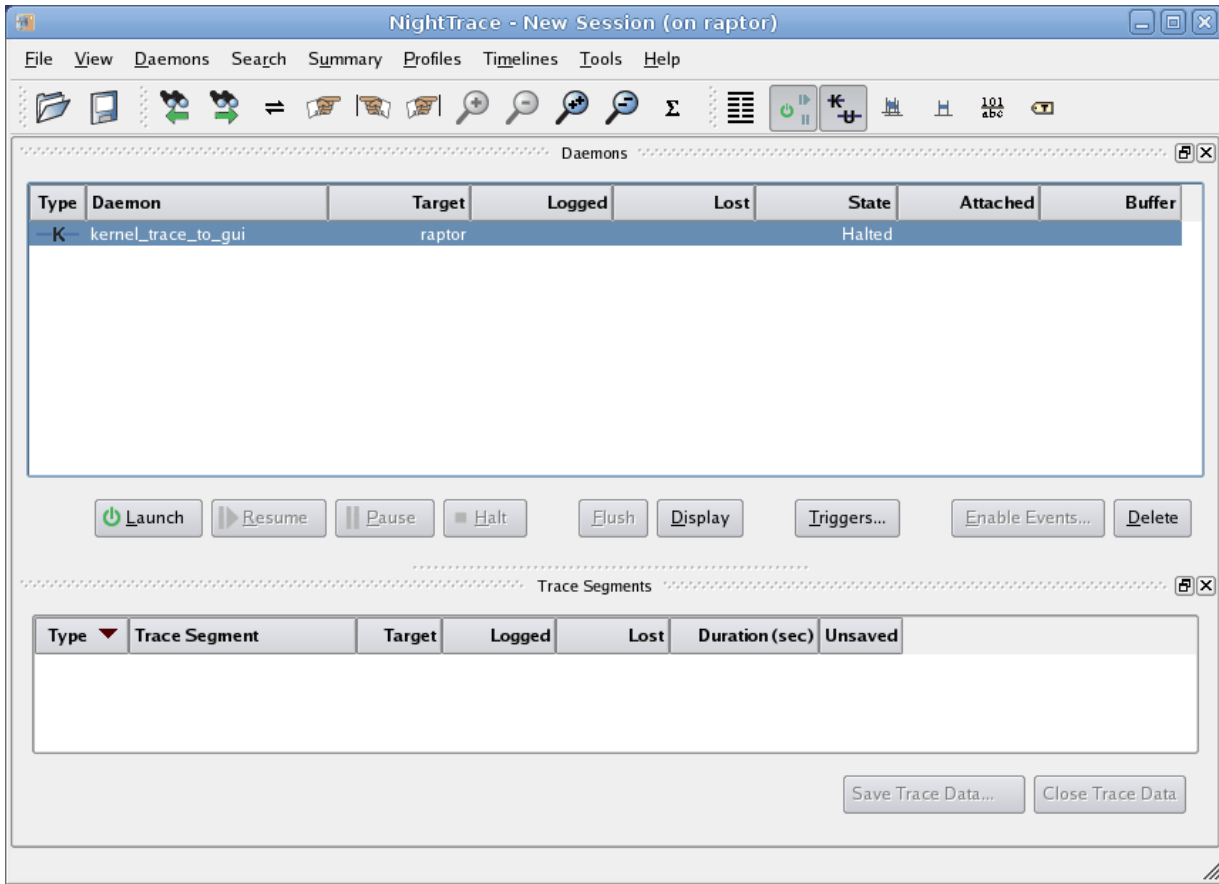 NightTrace - New Session (on raptor)
File View Daemons Search Summary Profiles Timelines Tools Help
Σ K U 101 abc T
Daemons
Type Daemon Target Logged Lost State Attached Buffer
K kernel_trace_to_gui raptor Halted
Launch Resume Pause Halt Flush Display Triggers... Enable Events... Delete
Trace Segments
Type Trace Segment Target Logged Lost Duration (sec) Unsaved
Save Trace Data... Close Trace Data